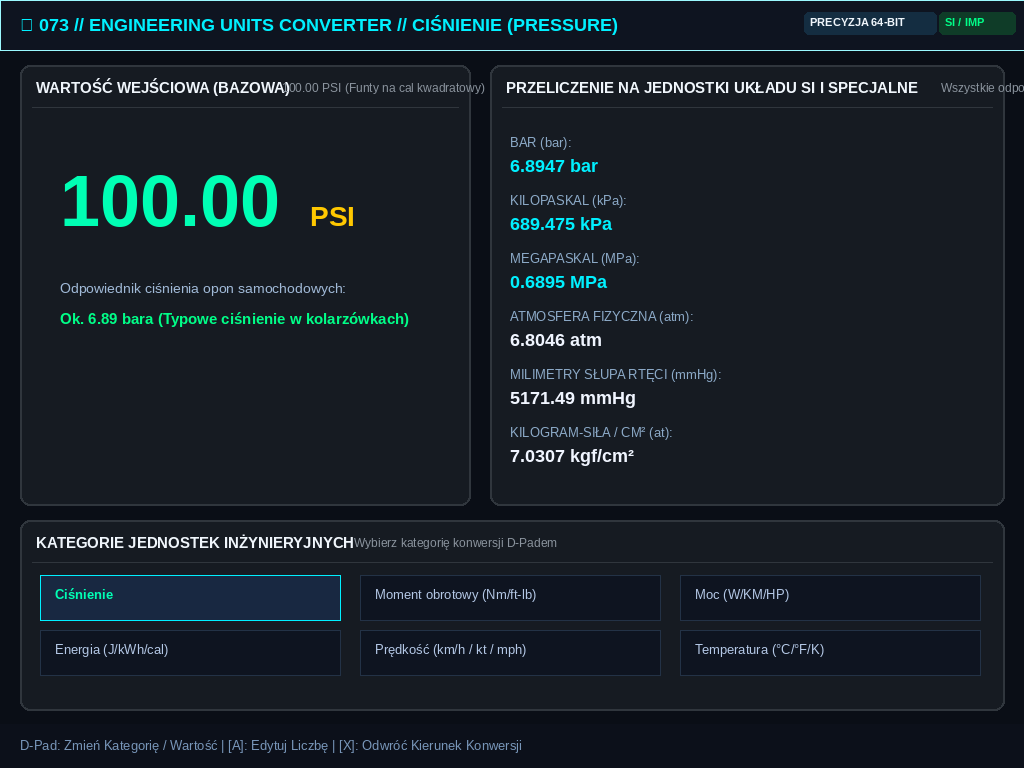 073 // ENGINEERING UNITS CONVERTER // CIŚNIENIE (PRESSURE)
PRECYZJA 64-BIT
SI / IMP
WARTOŚĆ WEJŚCIOWA (BAZOWA) 100.00 PSI (Funty na cal kwadratowy)
100.00 PSI
Odpowiednik ciśnienia opon samochodowych:
Ok. 6.89 bara (Typowe ciśnienie w kolarzówkach)
PRZELICZENIE NA JEDNOSTKI UKŁADU SI I SPECJALNE Wszystkie
BAR (bar):
6.8947 bar
KILOPASKAL (kPa):
689.475 kPa
MEGAPASKAL (MPa):
0.6895 MPa
ATMOSFERA FIZYCZNA (atm):
6.8046 atm
MILIMETRY SŁUPA RTĘCI (mmHg):
5171.49 mmHg
KILOGRAM-SIŁA / CM² (at):
7.0307 kgf/cm²
KATEGORIE JEDNOSTEK INŻYNIERYJNYCH Wybierz kategorię konwersji D-Padem
Ciśnienie
Moment obrotowy (Nm/ft-lb)
Moc (W/KM/HP)
Energia (J/kWh/cal)
Prędkość (km/h / kt / mph)
Temperatura (°C/°F/K)
D-Pad: Zmień Kategorię / Wartość | [A]: Edytuj Liczbę | [X]: Odwróć Kierunek Konwersji